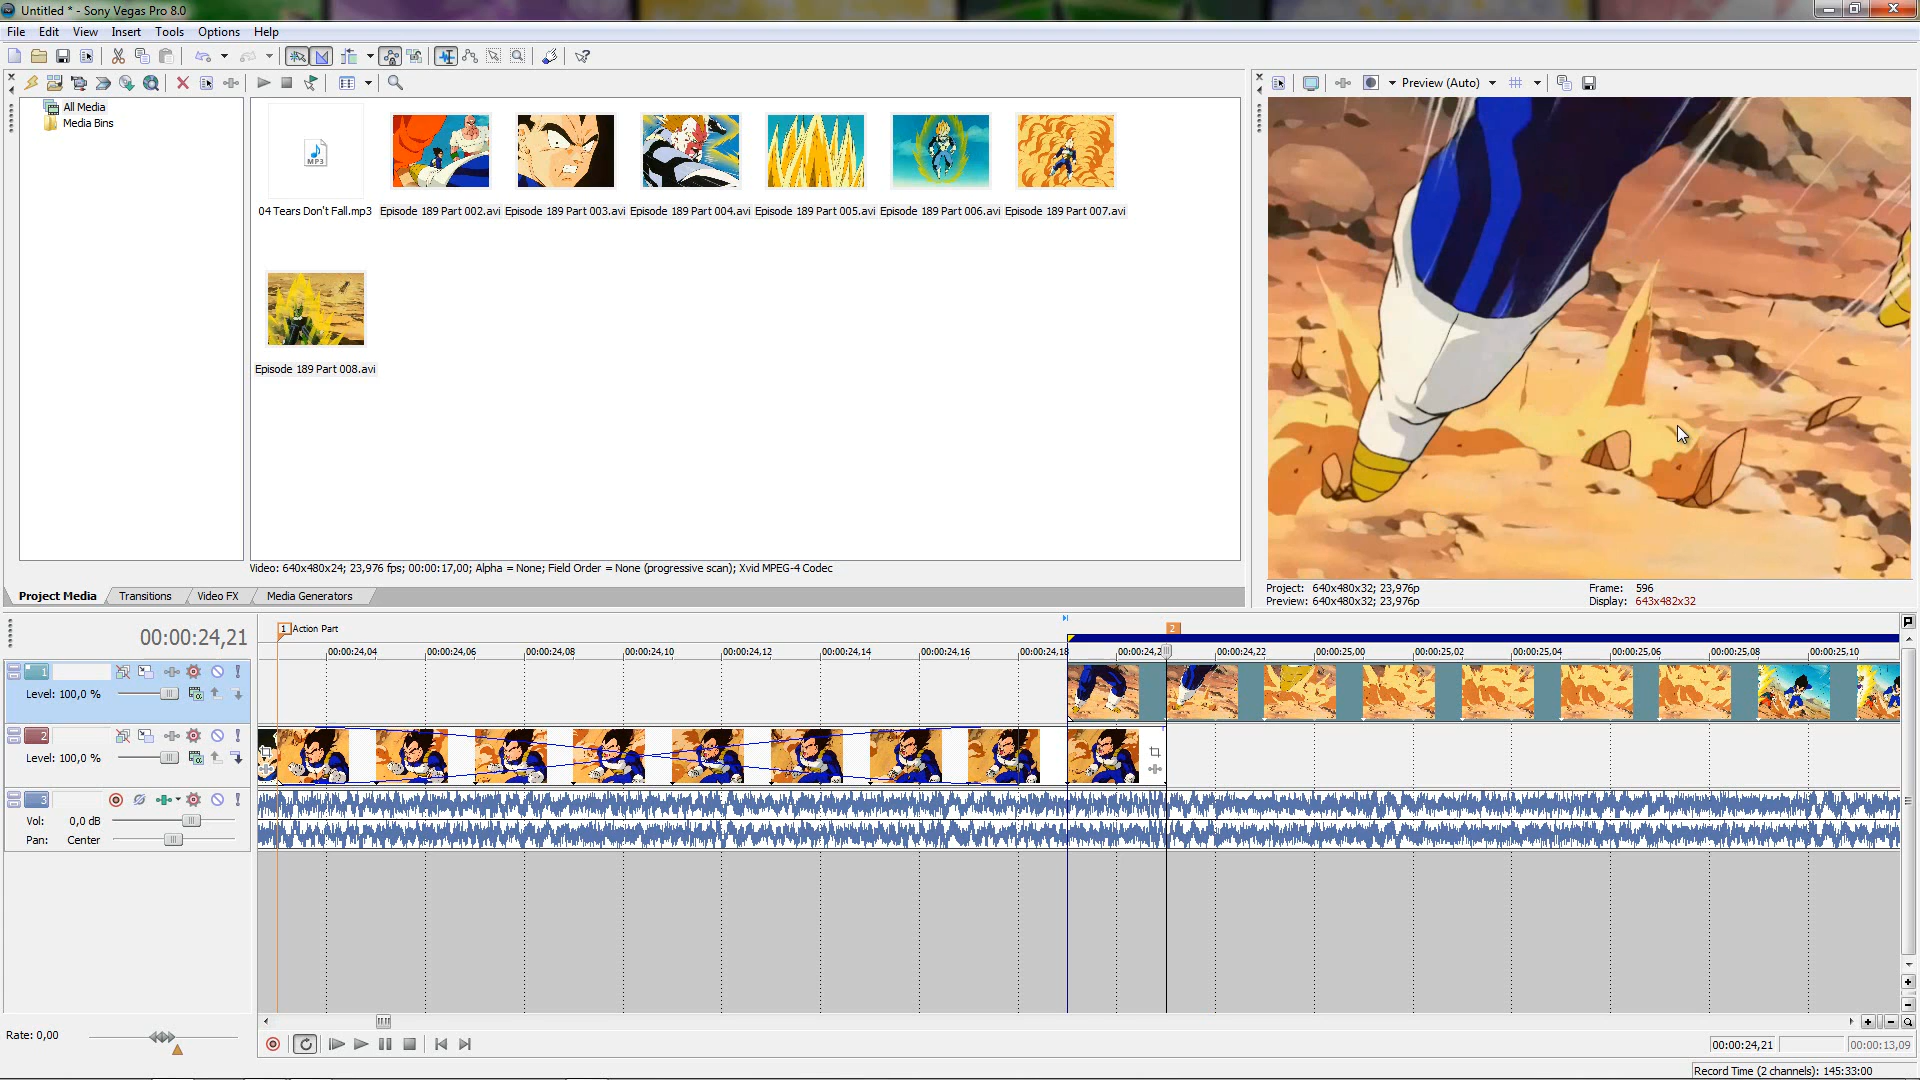 Untitled * - Sony Vegas Pro 8.0
File Edit View Insert Tools Options Help
Preview (Auto)
All Media
Media Bins
MP3
04 Tears Don't Fall.mp3 Episode 189 Part 002.avi Episode 189 Part 003.avi Episode 189 Part 004.avi Episode 189 Part 005.avi Episode 189 Part 006.avi Episode 189 Part 007.avi
Episode 189 Part 008.avi
Video: 640x480x24; 23,976 fps; 00:00:17,00; Alpha = None; Field Order = None (progressive scan); Xvid MPEG-4 Codec
Project Media Transitions Video FX Media Generators
Project: 640x480x32; 23,976p Frame: 596
Preview: 640x480x32; 23,976p Display: 643x482x32
00:00:24,21
1 Action Part 2
00:00:24,04 00:00:24,06 00:00:24,08 00:00:24,10 00:00:24,12 00:00:24,14 00:00:24,16 00:00:24,18 00:00:24,2 00:00:24,22 00:00:25,00 00:00:25,02 00:00:25,04 00:00:25,06 00:00:25,08 00:00:25,10
1
Level: 100,0 %
2
Level: 100,0 %
3
Vol: 0,0 dB
Pan: Center
Rate: 0,00
00:00:24,21 00:00:13,09
Record Time (2 channels): 145:33:00